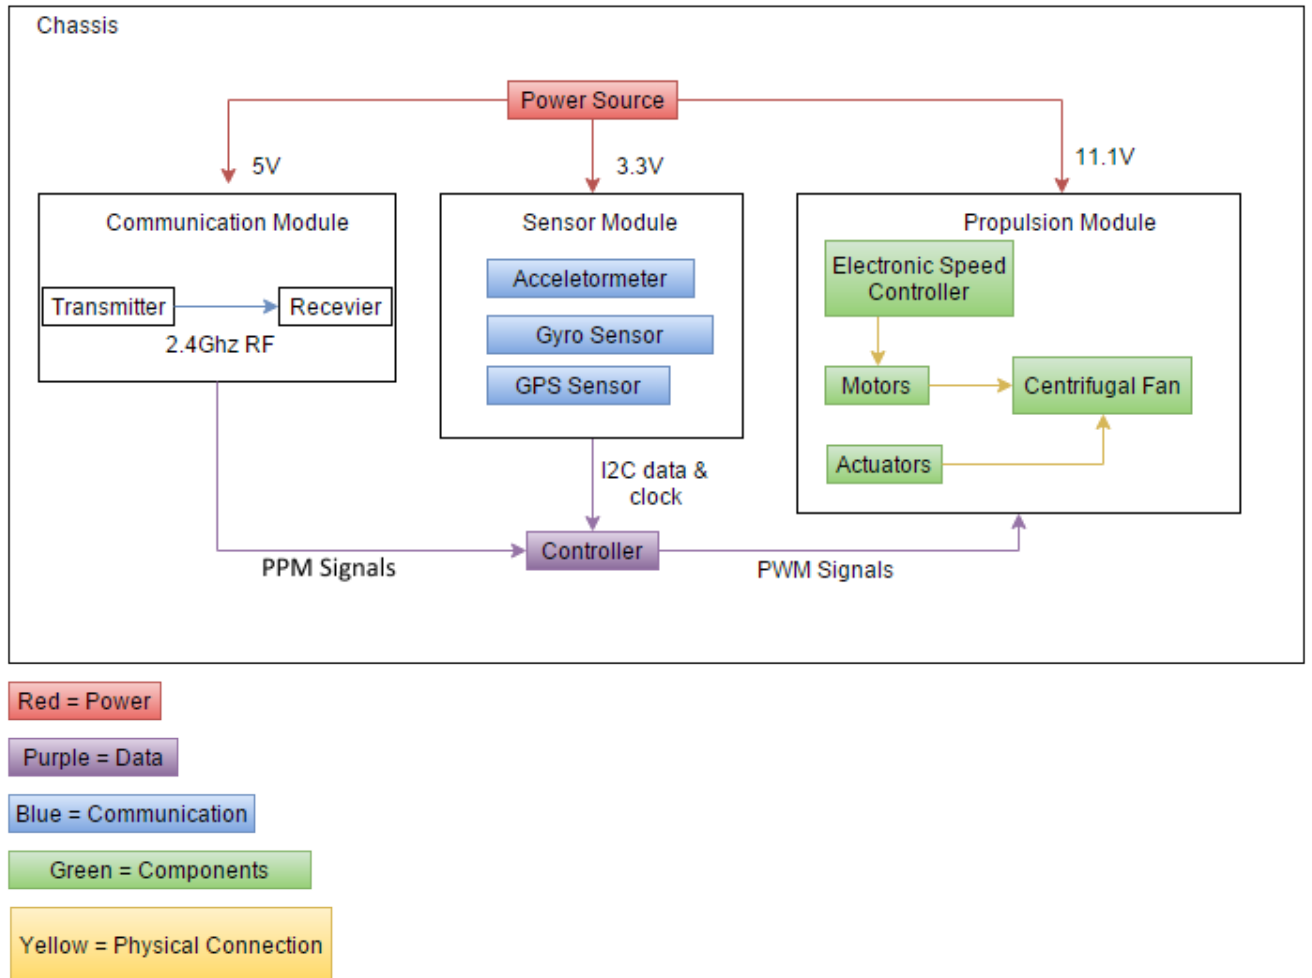 Chassis
Power Source
5V
3.3V
11.1V
Communication Module
Transmitter
Recevier
2.4Ghz RF
Sensor Module
Acceletormeter
Gyro Sensor
GPS Sensor
Propulsion Module
Electronic Speed
Controller
Motors
Centrifugal Fan
Actuators
I2C data &
clock
Controller
PPM Signals
PWM Signals
Red = Power
Purple = Data
Blue = Communication
Green = Components
Yellow = Physical Connection